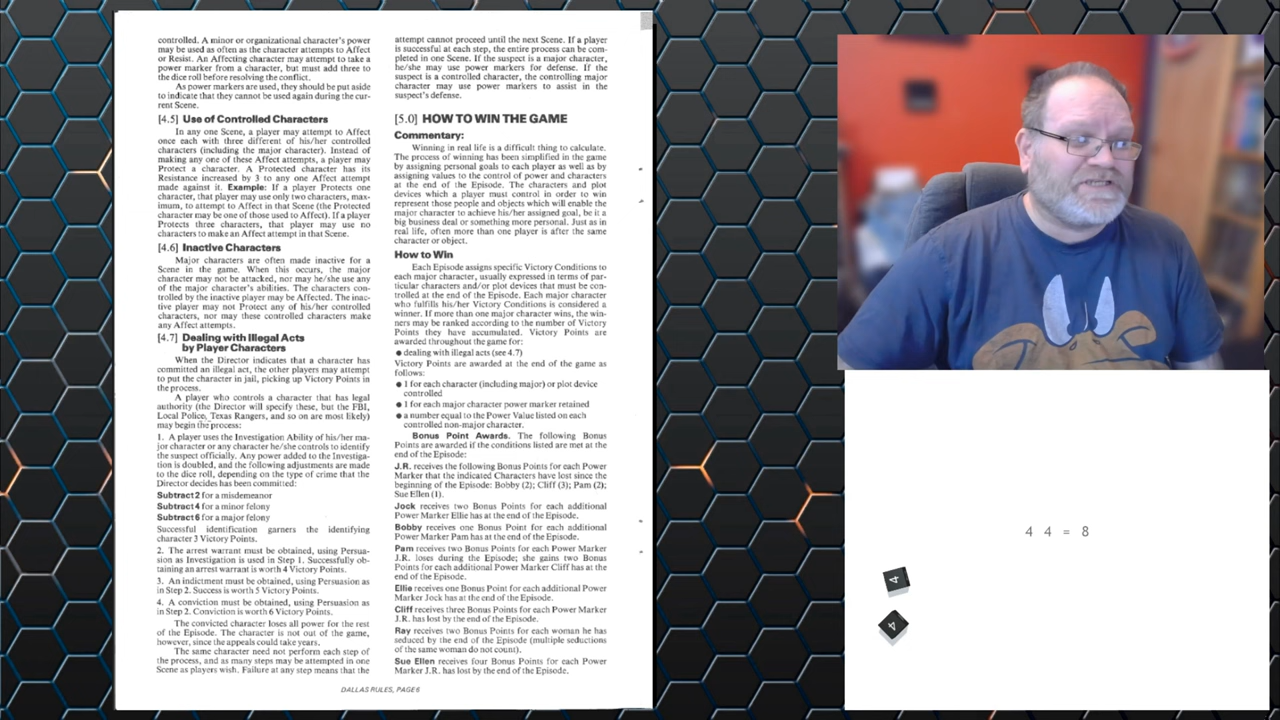 controlled. A minor or organizational character's power
may be used as often as the character attempts to Affect
or Resist. An Affecting character may attempt to take a
power marker from a character, but must add three to
the dice roll before resolving the conflict.
As power markers are used, they should be put aside
to indicate that they cannot be used again during the cur-
rent Scene.
[4.5] Use of Controlled Characters
In any one Scene, a player may attempt to Affect
once each with three different of his/her controlled
characters (including the major character). Instead of
making any one of these Affect attempts, a player may
Protect a character. A Protected character has its
Resistance increased by 3 to any one Affect attempt
made against it. Example: If a player Protects one
character, that player may use only two characters, max-
imum, to attempt to Affect in that Scene (the Protected
character may be one of those used to Affect). If a player
Protects three characters, that player may use no
characters to make an Affect attempt in that Scene.
[4.6] Inactive Characters
Major characters are often made inactive for a
Scene in the game. When this occurs, the major
character may not be attacked, nor may he/she use any
of the major character's abilities. The characters con-
trolled by the inactive player may be Affected. The inac-
tive player may not Protect any of his/her controlled
characters, nor may these controlled characters make
any Affect attempts.
[4.7] Dealing with Illegal Acts
by Player Characters
When the Director indicates that a character has
committed an illegal act, the other players may attempt
to put the character in jail, picking up Victory Points in
the process.
A player who controls a character that has legal
authority (the Director will specify these, but the FBI,
Local Police, Texas Rangers, and so on are most likely)
may begin the process:
1. A player uses the Investigation Ability of his/her ma-
jor character or any character he/she controls to identify
the suspect officially. Any power added to the Investiga-
tion is doubled, and the following adjustments are made
to the dice roll, depending on the type of crime that the
Director decides has been committed:
Subtract 2 for a misdemeanor
Subtract 4 for a minor felony
Subtract 6 for a major felony
Successful identification garners the identifying
character 3 Victory Points.
2. The arrest warrant must be obtained, using Persua-
sion as Investigation is used in Step 1. Successfully ob-
taining an arrest warrant is worth 4 Victory Points.
3. An indictment must be obtained, using Persuasion as
in Step 2. Success is worth 5 Victory Points.
4. A conviction must be obtained, using Persuasion as
in Step 2. Conviction is worth 6 Victory Points.
The convicted character loses all power for the rest
of the Episode. The character is not out of the game,
however, since the appeals could take years.
The same character need not perform each step of
the process, and as many steps may be attempted in one
Scene as players wish. Failure at any step means that the
attempt cannot proceed until the next Scene. If a player
is successful at each step, the entire process can be com-
pleted in one Scene. If the suspect is a major character,
he/she may use power markers for defense. If the
suspect is a controlled character, the controlling major
character may use power markers to assist in the
suspect's defense.
[5.0] HOW TO WIN THE GAME
Commentary:
Winning in real life is a difficult thing to calculate.
The process of winning has been simplified in the game
by assigning personal goals to each player as well as by
assigning values to the control of power and characters
at the end of the Episode. The characters and plot
devices which a player must control in order to win
represent those people and objects which will enable the
major character to achieve his/her assigned goal, be it a
big business deal or something more personal. Just as in
real life, often more than one player is after the same
character or object.
How to Win
Each Episode assigns specific Victory Conditions to
each major character, usually expressed in terms of par-
ticular characters and/or plot devices that must be con-
trolled at the end of the Episode. Each major character
who fulfills his/her Victory Conditions is considered a
winner. If more than one major character wins, the win-
ners may be ranked according to the number of Victory
Points they have accumulated. Victory Points are
awarded throughout the game for:
● dealing with illegal acts (see 4.7)
Victory Points are awarded at the end of the game as
follows:
● 1 for each character (including major) or plot device
controlled
● 1 for each major character power marker retained
● a number equal to the Power Value listed on each
controlled non-major character.
Bonus Point Awards. The following Bonus
Points are awarded if the conditions listed are met at the
end of the Episode:
J.R. receives the following Bonus Points for each Power
Marker that the indicated Characters have lost since the
beginning of the Episode: Bobby (2); Cliff (3); Pam (2);
Sue Ellen (1).
Jock receives two Bonus Points for each additional
Power Marker Ellie has at the end of the Episode.
Bobby receives one Bonus Point for each additional
Power Marker Pam has at the end of the Episode.
Pam receives two Bonus Points for each Power Marker
J.R. loses during the Episode; she gains two Bonus
Points for each additional Power Marker Cliff has at the
end of the Episode.
Ellie receives one Bonus Point for each additional Power
Marker Jock has at the end of the Episode.
Cliff receives three Bonus Points for each Power Marker
J.R. has lost by the end of the Episode.
Ray receives two Bonus Points for each woman he has
seduced by the end of the Episode (multiple seductions
of the same woman do not count).
Sue Ellen receives four Bonus Points for each Power
Marker J.R. has lost by the end of the Episode.
DALLAS RULES, PAGE 6
4 4 = 8
4
4